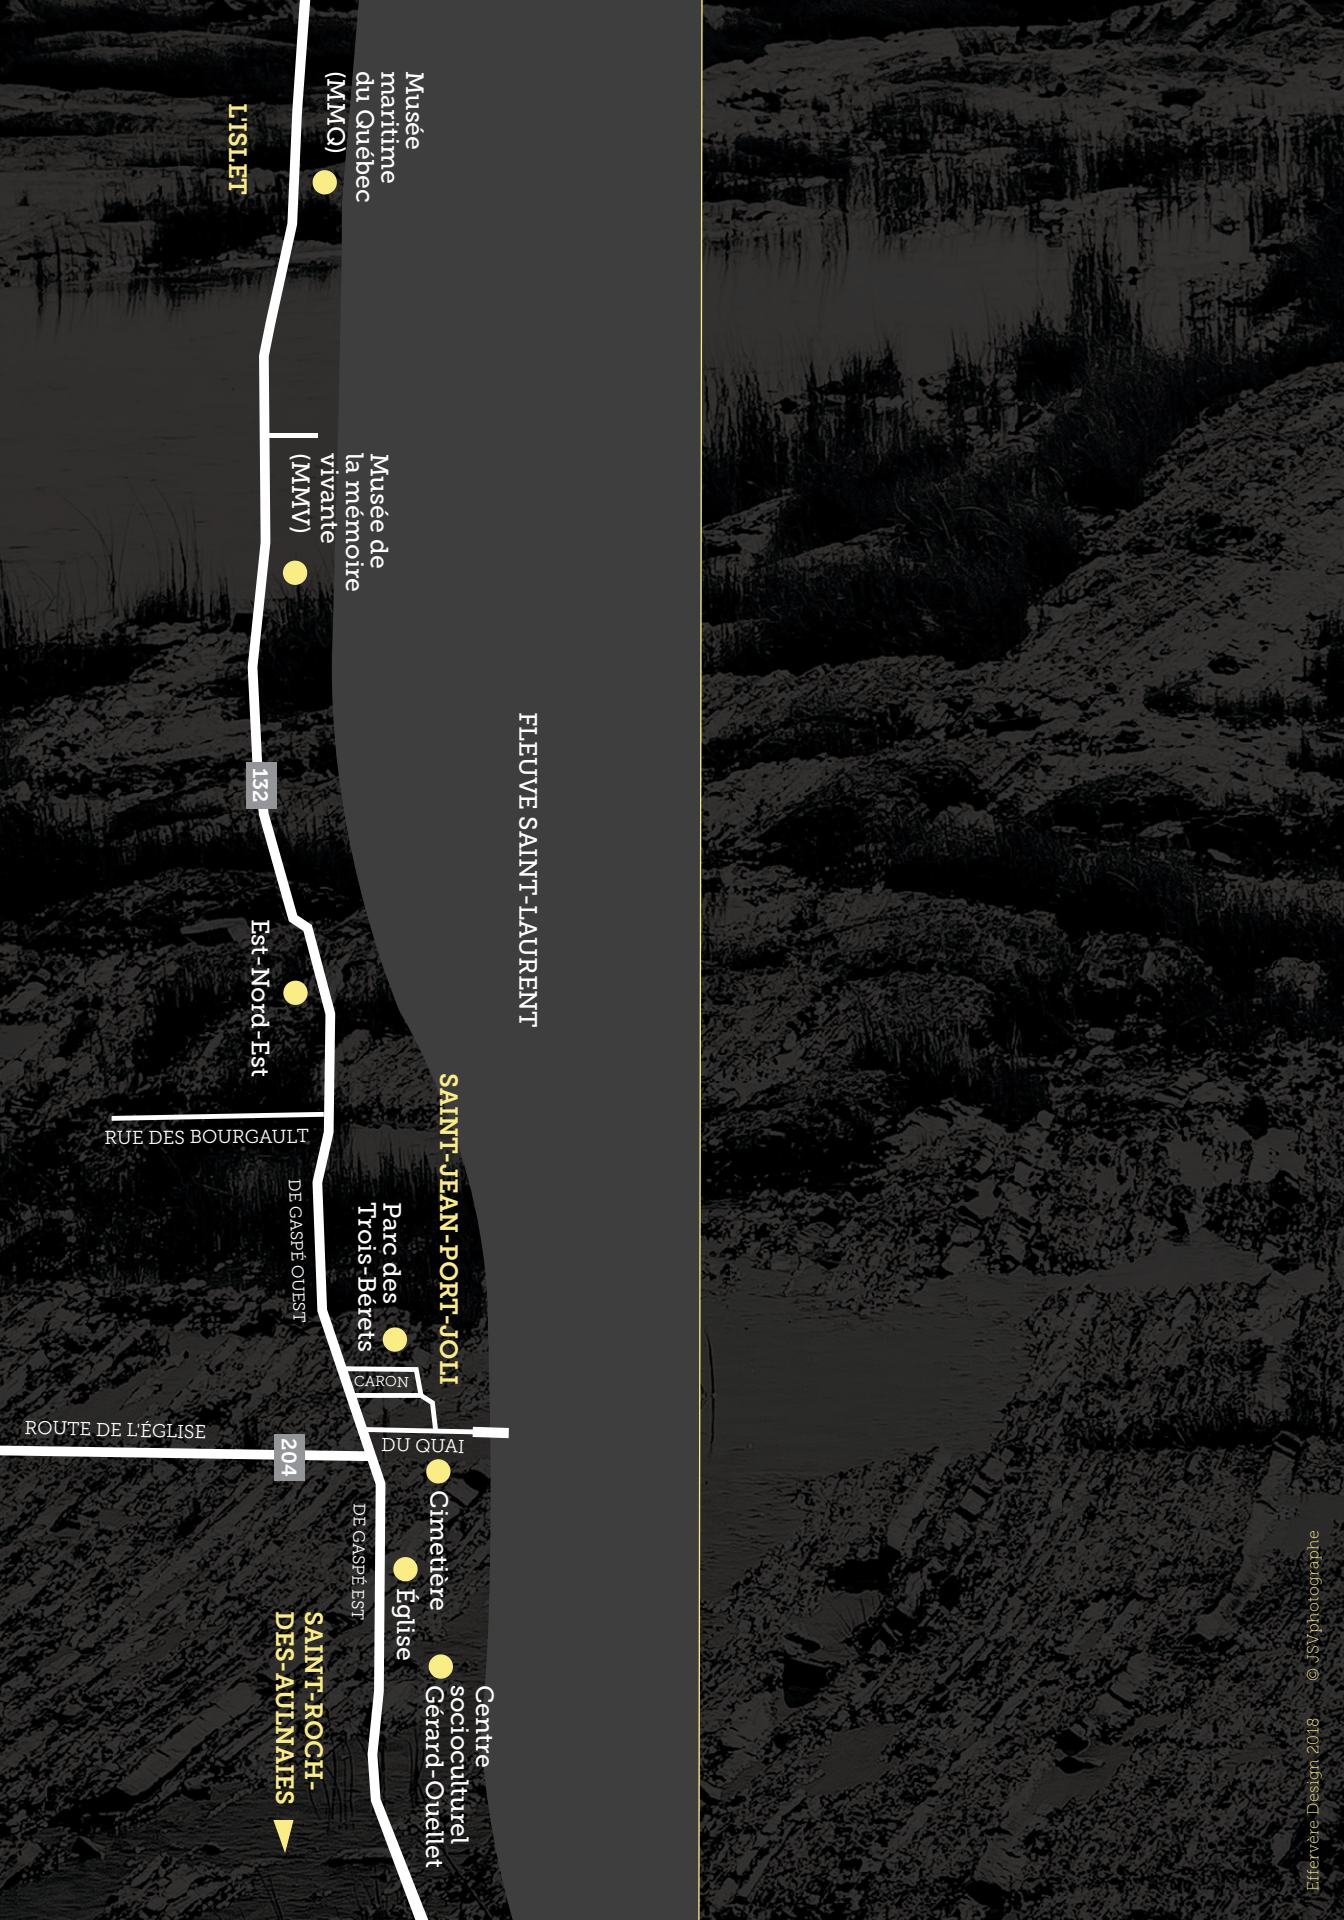 Musée
maritime
du Québec
(MMQ)
L'ISLET
Musée de
la mémoire
vivante
(MMV)
FLEUVE SAINT-LAURENT
132
Est-Nord-Est
RUE DES BOURGAULT
SAINT-JEAN-PORT-JOLI
DE GASPÉ OUEST
Parc des
Trois-Bérets
CARON
ROUTE DE L'ÉGLISE
204
DU QUAI
Cimetière
DE GASPÉ EST
Église
SAINT-ROCH-
DES-AULNAIES
Centre
socioculturel
Gérard-Ouellet
Effervère Design 2018 © JSVphotographe